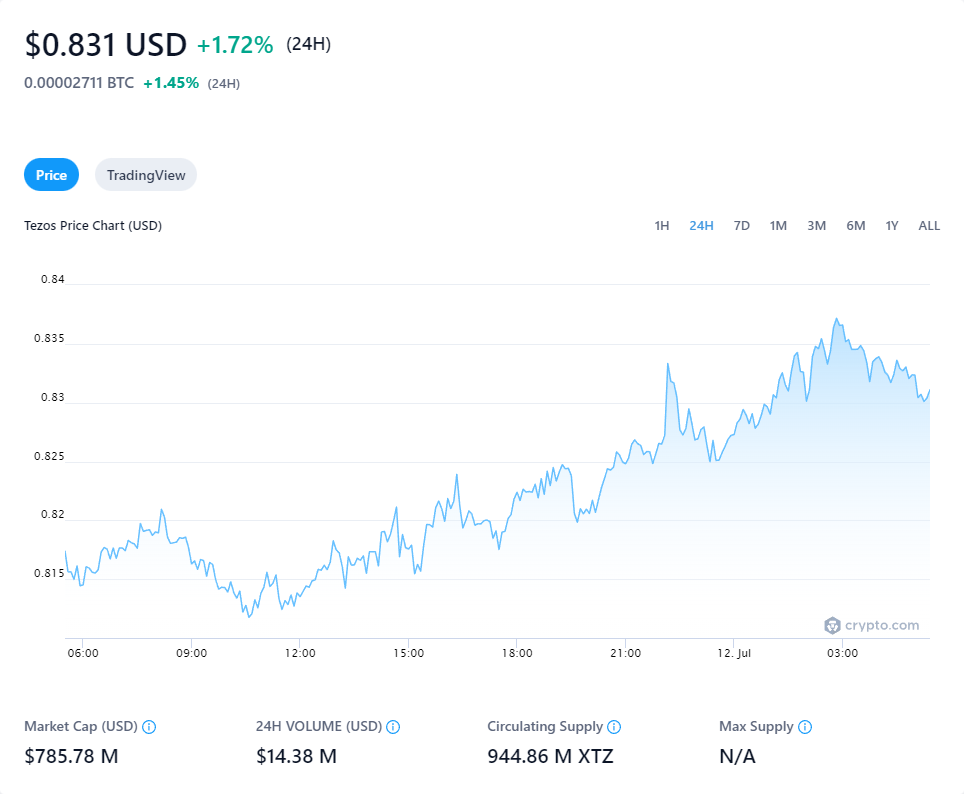 $0.831 USD +1.72% (24H)
0.00002711 BTC +1.45% (24H)
Price TradingView
Tezos Price Chart (USD) 1H 24H 7D 1M 3M 6M 1Y ALL
0.84
0.835
0.83
0.825
0.82
0.815
crypto.com
06:00 09:00 12:00 15:00 18:00 21:00 12. Jul 03:00
Market Cap (USD) 24H VOLUME (USD) Circulating Supply Max Supply
$785.78 M $14.38 M 944.86 M XTZ N/A